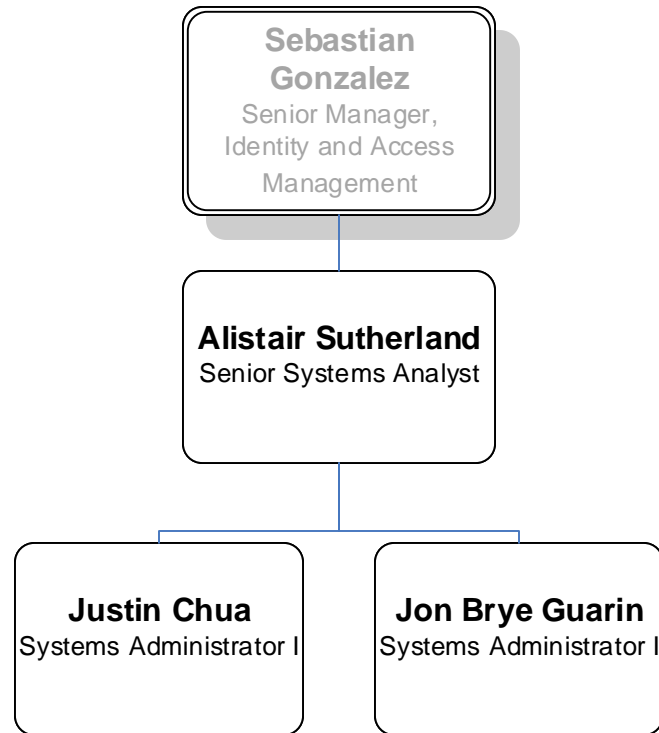 Sebastian
Gonzalez
Senior Manager,
Identity and Access
Management
Alistair Sutherland
Senior Systems Analyst
Justin Chua
Systems Administrator I
Jon Brye Guarin
Systems Administrator I